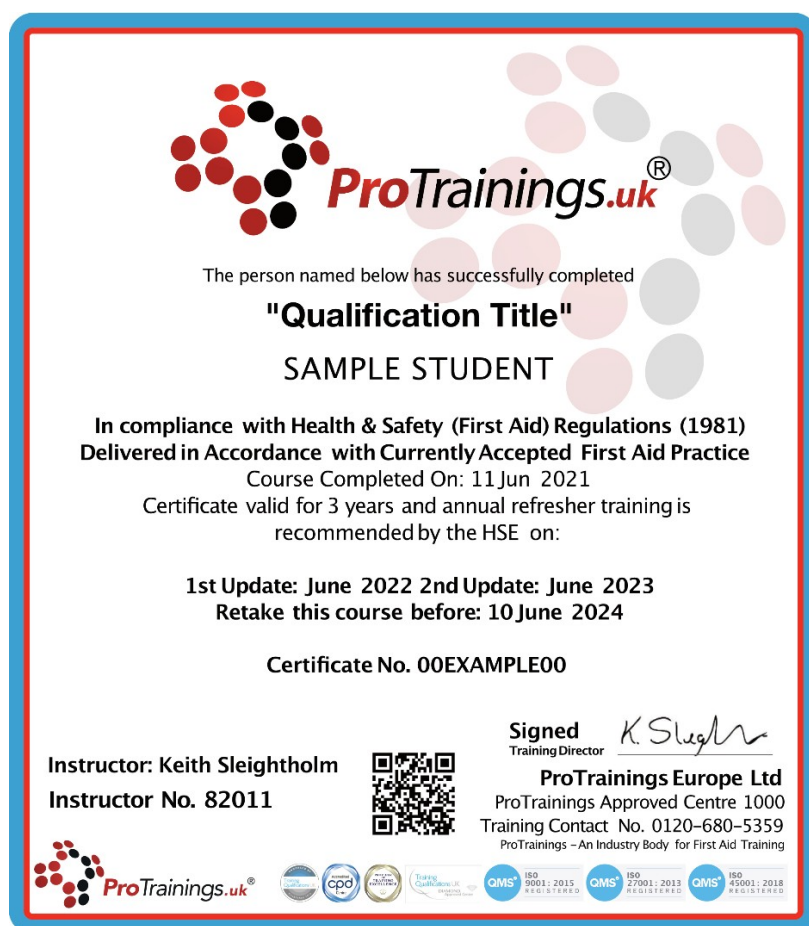 ProTrainings.uk®
The person named below has successfully completed
"Qualification Title"
SAMPLE STUDENT
In compliance with Health & Safety (First Aid) Regulations (1981)
Delivered in Accordance with Currently Accepted First Aid Practice
Course Completed On: 11 Jun 2021
Certificate valid for 3 years and annual refresher training is
recommended by the HSE on:
1st Update: June 2022 2nd Update: June 2023
Retake this course before: 10 June 2024
Certificate No. 00EXAMPLE00
Signed
Training Director
K. Sleigh
Instructor: Keith Sleightholm
Instructor No. 82011
ProTrainings Europe Ltd
ProTrainings Approved Centre 1000
Training Contact No. 0120-680-5359
ProTrainings - An Industry Body for First Aid Training
ProTrainings.uk®
cpd
Training
Qualifications UK
QMS
ISO
9001: 2015
REGISTERED
QMS
ISO
27001: 2013
REGISTERED
QMS
ISO
45001: 2018
REGISTERED